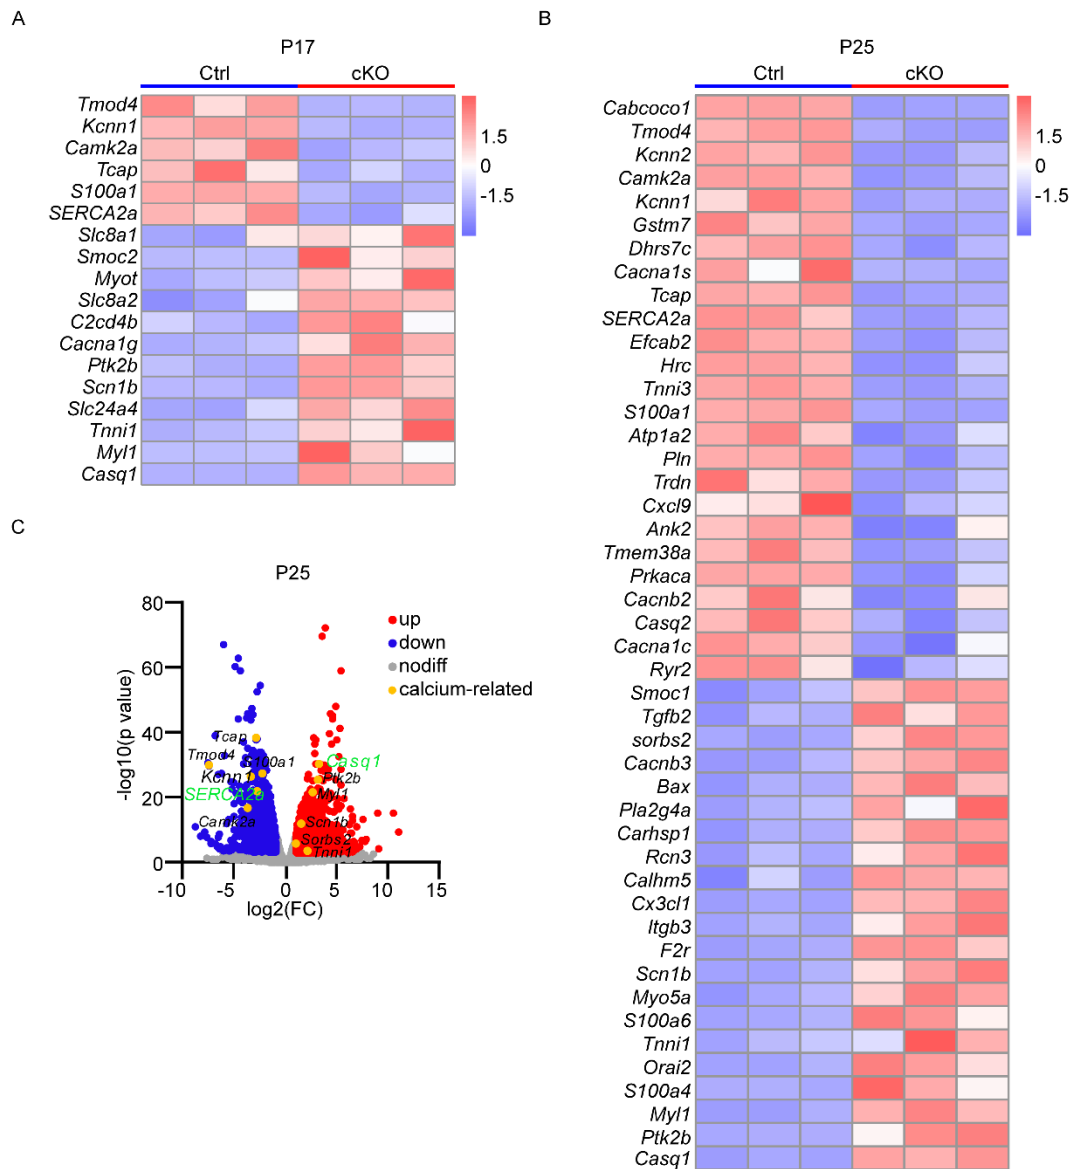 A
P17
Ctrl
cKO
Tmod4
Kcnn1
Camk2a
Tcap
S100a1
SERCA2a
Slc8a1
Smoc2
Myot
Slc8a2
C2cd4b
Cacna1g
Ptk2b
Scn1b
Slc24a4
Tnni1
Myl1
Casq1
1.5
0
-1.5
B
P25
Ctrl
cKO
Cabcoco1
Tmod4
Kcnn2
Camk2a
Kcnn1
Gstm7
Dhrs7c
Cacna1s
Tcap
SERCA2a
Efcab2
Hrc
Tnni3
S100a1
Atp1a2
Pln
Trdn
Cxcl9
Ank2
Tmem38a
Prkaca
Cacnb2
Casq2
Cacna1c
Ryr2
Smoc1
Tgfb2
sorbs2
Cacnb3
Bax
Pla2g4a
Carhsp1
Rcn3
Calhm5
Cx3cl1
Itgb3
F2r
Scn1b
Myo5a
S100a6
Tnni1
Orai2
S100a4
Myl1
Ptk2b
Casq1
1.5
0
-1.5
C
P25
-log10(p value)
80
60
40
20
0
-10
-5
0
5
10
15
log2(FC)
up
down
nodiff
calcium-related
Tcap
Tmod4
S100a1
Kcnn1
SERCA2a
Camk2a
Casq1
Ptk2b
Myl1
Scn1b
Sorbs2
Tnni1